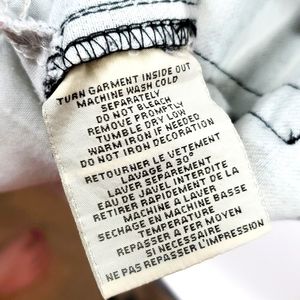 TURN GARMENT INSIDE OUT
MACHINE WASH COLD
SEPARATELY
DO NOT BLEACH
REMOVE PROMPTLY
TUMBLE DRY LOW
WARM IRON IF NEEDED
DO NOT IRON DECORATION
RETOURNER LE VETEMENT
LAVAGE A 30°
LAVER SEPAREMENT
EAU DE JAVEL INTERDITE
RETIRER RAPIDEMENT DE LA
MACHINE A LAVER
SECHAGE EN MACHINE BASSE
TEMPERATURE
REPASSER A FER MOYEN
SI NECESSAIRE
NE PAS REPASSER L'IMPRESSION